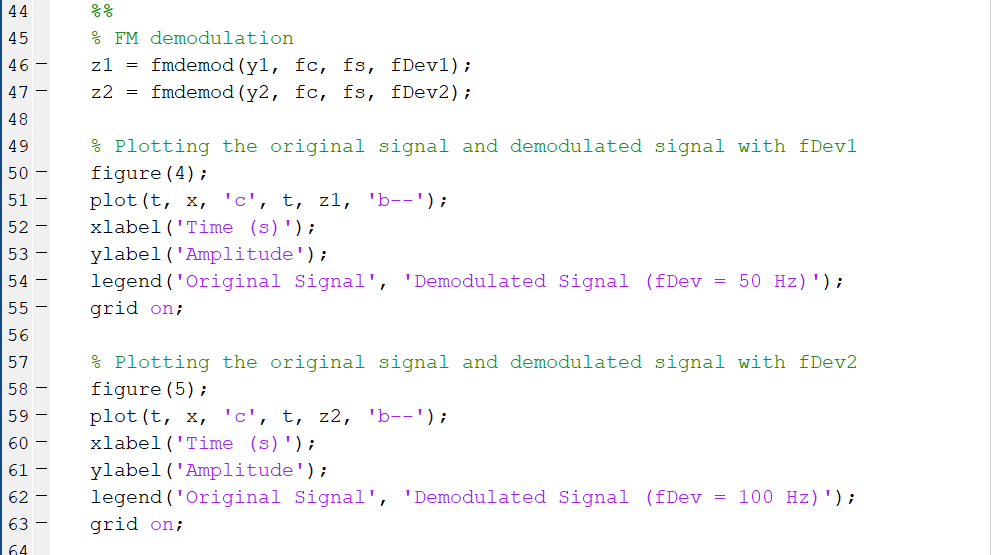 44 %%
45 % FM demodulation
46 – z1 = fmdemod(y1, fc, fs, fDev1);
47 – z2 = fmdemod(y2, fc, fs, fDev2);
48
49 % Plotting the original signal and demodulated signal with fDev1
50 – figure(4);
51 – plot(t, x, 'c', t, z1, 'b--');
52 – xlabel('Time (s)');
53 – ylabel('Amplitude');
54 – legend('Original Signal', 'Demodulated Signal (fDev = 50 Hz)');
55 – grid on;
56
57 % Plotting the original signal and demodulated signal with fDev2
58 – figure(5);
59 – plot(t, x, 'c', t, z2, 'b--');
60 – xlabel('Time (s)');
61 – ylabel('Amplitude');
62 – legend('Original Signal', 'Demodulated Signal (fDev = 100 Hz)');
63 – grid on;
64